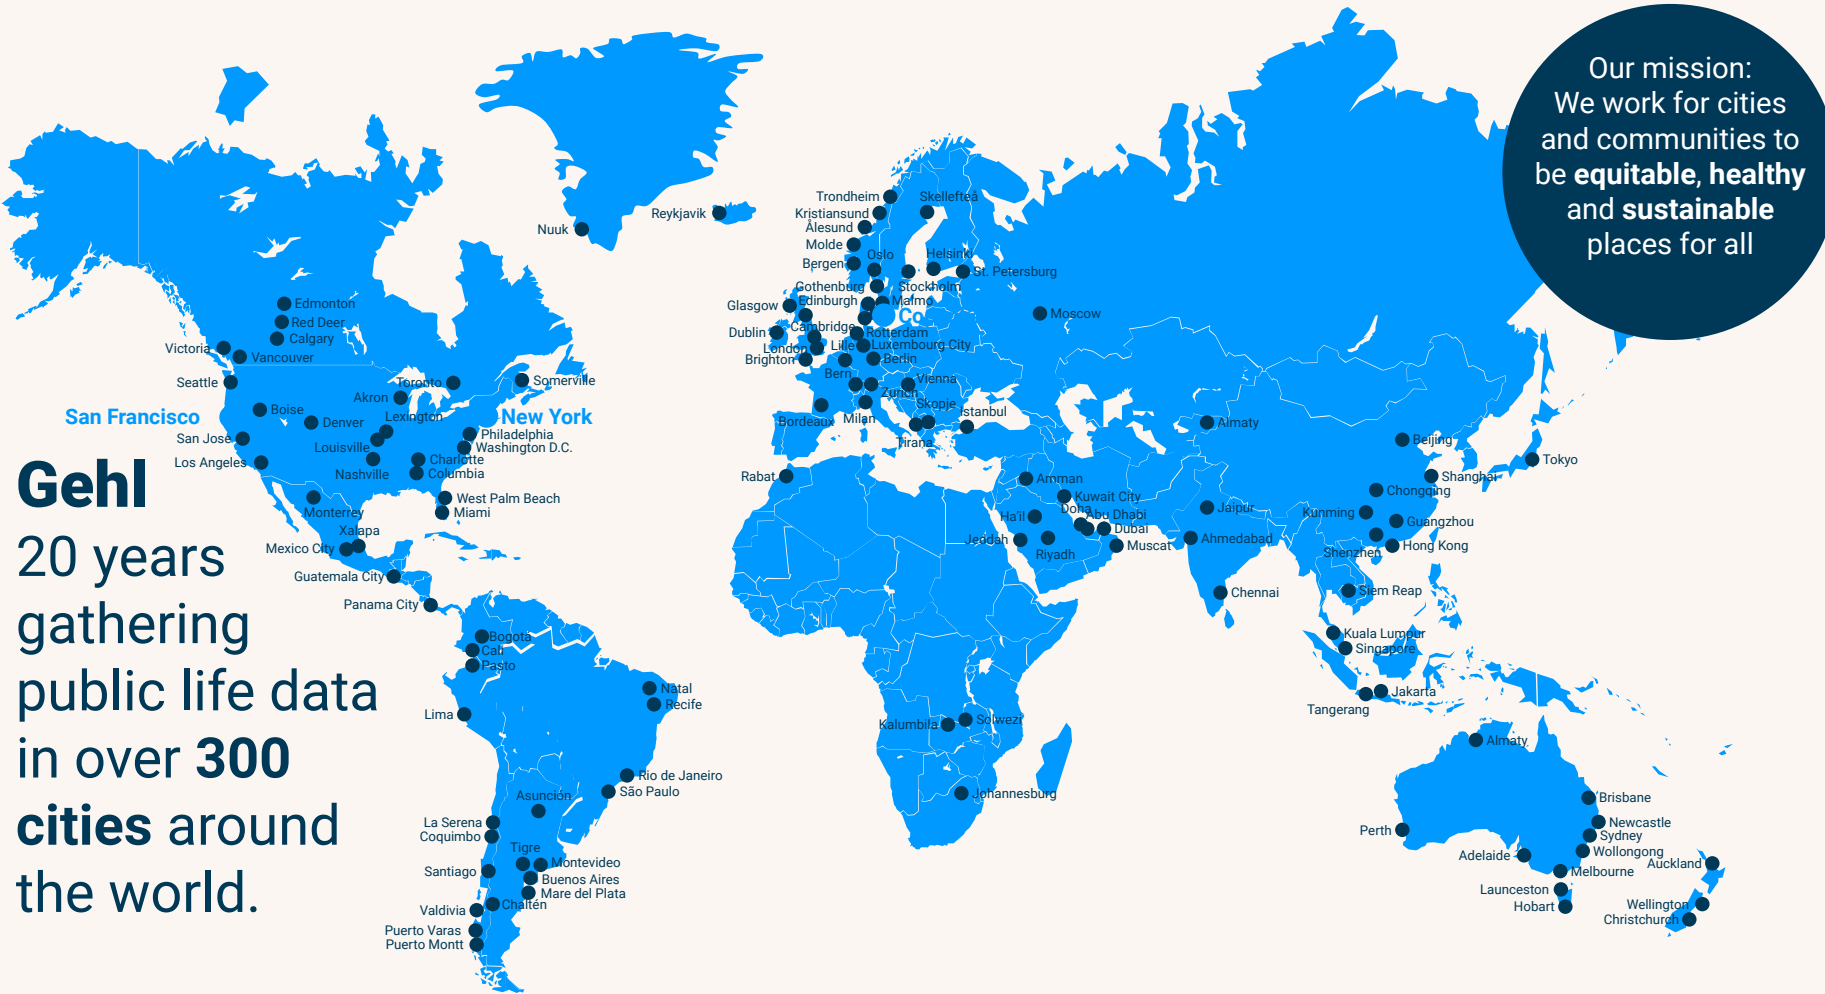 Our mission:
We work for cities
and communities to
be equitable, healthy
and sustainable
places for all
Gehl
20 years
gathering
public life data
in over 300
cities around
the world.
Nuuk
Reykjavik
Edmonton
Red Deer
Calgary
Victoria
Vancouver
Seattle
Toronto
Somerville
Akron
Boise
Denver
Lexington
San Francisco
New York
San José
Los Angeles
Louisville
Nashville
Philadelphia
Washington D.C.
Charlotte
Columbia
West Palm Beach
Miami
Monterrey
Xalapa
Mexico City
Guatemala City
Panama City
Bogotá
Cali
Pasto
Lima
Natal
Recife
Rio de Janeiro
São Paulo
Asunción
La Serena
Coquimbo
Tigre
Montevideo
Santiago
Buenos Aires
Mare del Plata
Valdivia
Chaltén
Puerto Varas
Puerto Montt
Trondheim
Skellefteå
Kristiansund
Ålesund
Molde
Oslo
Helsinki
Bergen
St. Petersburg
Gothenburg
Stockholm
Glasgow
Edinburgh
Malmö
Co
Moscow
Dublin
Cambridge
Rotterdam
London
Lille
Luxembourg City
Brighton
Berlin
Bern
Zurich
Vienna
Bordeaux
Milan
Skopje
Istanbul
Tirana
Rabat
Amman
Kuwait City
Ha'il
Doha
Abu Dhabi
Dubai
Jeddah
Riyadh
Muscat
Kalumbila
Solwezi
Johannesburg
Almaty
Jaipur
Ahmedabad
Chennai
Beijing
Tokyo
Shanghai
Chongqing
Kunming
Guangzhou
Shenzhen
Hong Kong
Siem Reap
Kuala Lumpur
Singapore
Jakarta
Tangerang
Almaty
Brisbane
Perth
Newcastle
Sydney
Adelaide
Wollongong
Melbourne
Auckland
Launceston
Hobart
Wellington
Christchurch